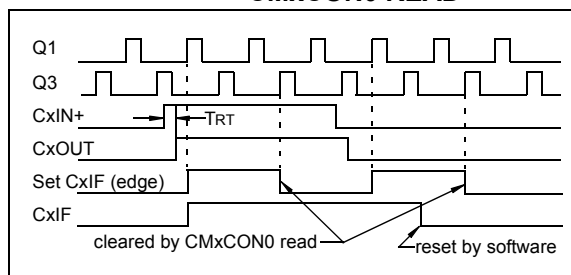 CMxCON0 READ
Q1
Q3
CxIN+
TRT
CxOUT
Set CxIF (edge)
CxIF
cleared by CMxCON0 read
reset by software